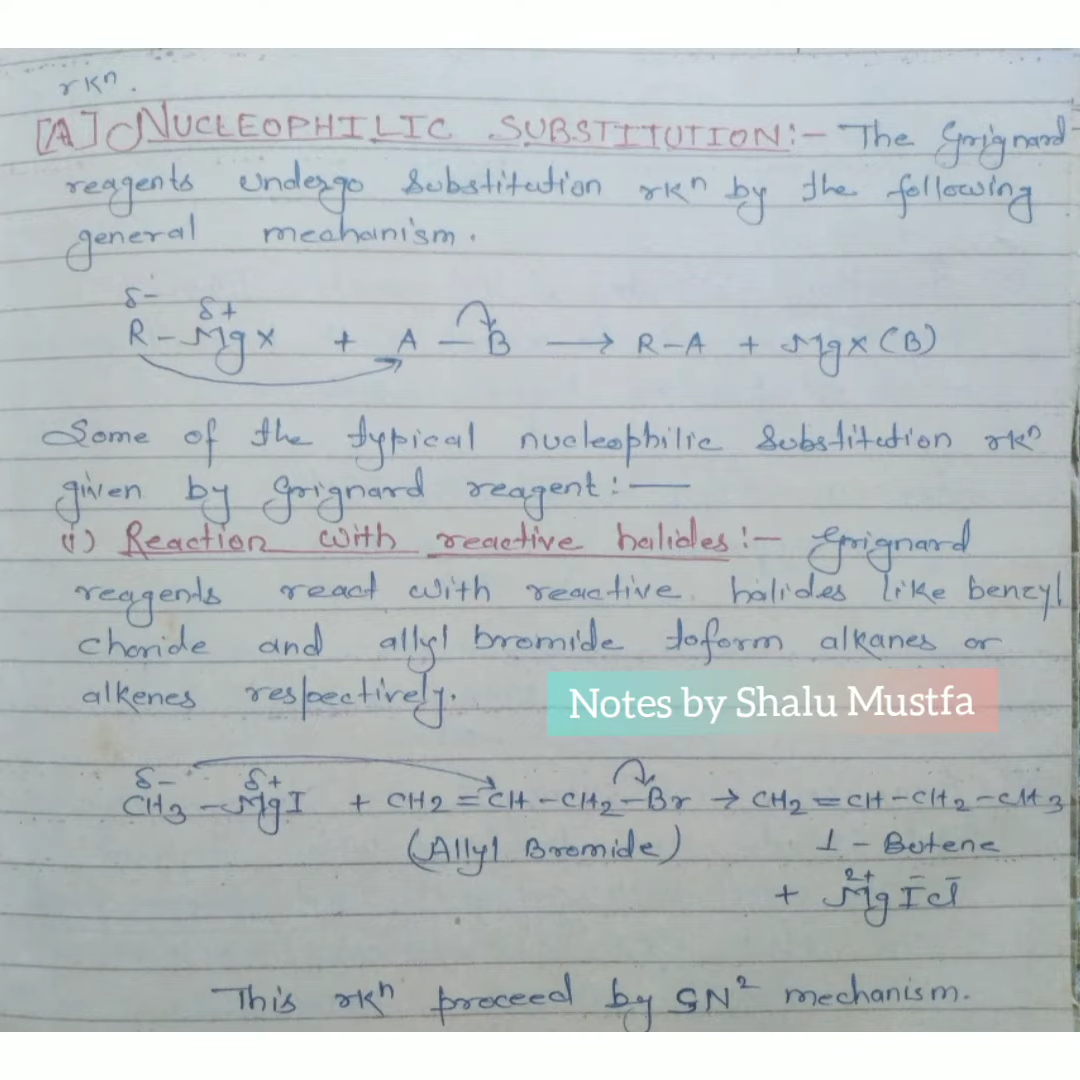 rkn.
[A] NUCLEOPHILIC SUBSTITUTION:- The Grignard
reagents undergo substitution rkn by the following
general mechanism.
δ- δ+
R-MgX + A-B → R-A + MgX(B)
Some of the typical nucleophilic substitution rkn
given by Grignard reagent:-
(i) Reaction with reactive halides:- Grignard
reagents react with reactive halides like benzyl
choride and allyl bromide toform alkanes or
alkenes respectively.
Notes by Shalu Mustfa
δ- δ+
CH3-MgI + CH2=CH-CH2-Br → CH2=CH-CH2-CH3
(Allyl Bromide) 1-Butene
+ Mg2+ I- Cl-
This rkn proceed by SN2 mechanism.